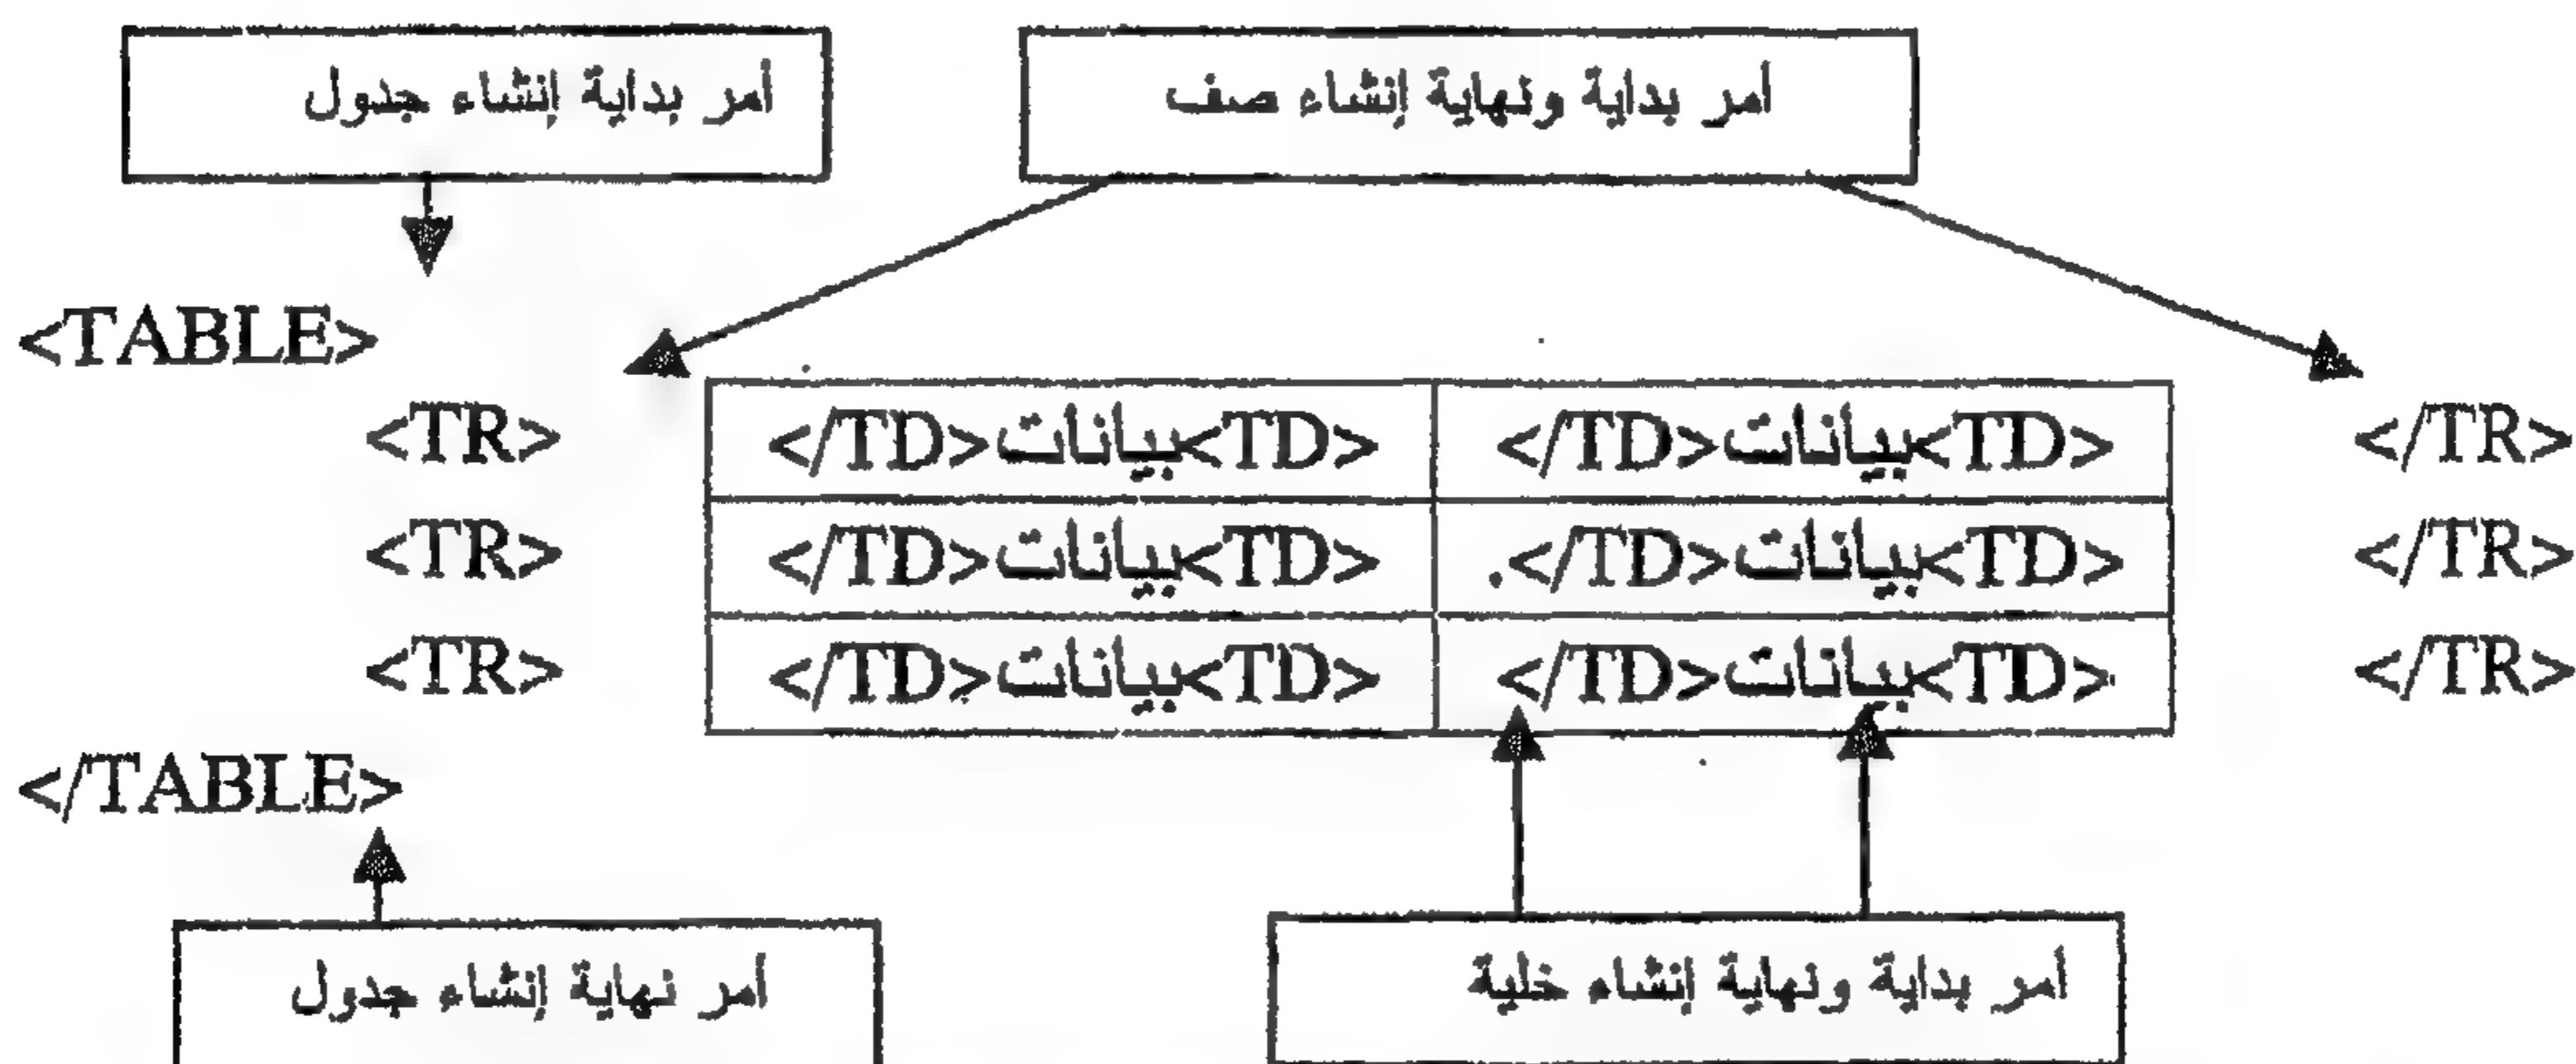 أمر بداية إنشاء جدول
أمر بداية ونهاية إنشاء صف
<TABLE>
<TR> </TD>بيانات<TD> </TD>بيانات<TD> </TR>
<TR> </TD>بيانات<TD> .</TD>بيانات<TD> </TR>
<TR> </TD>بيانات<TD> </TD>بيانات<TD> </TR>
</TABLE>
أمر نهاية إنشاء جدول
أمر بداية ونهاية إنشاء خلية